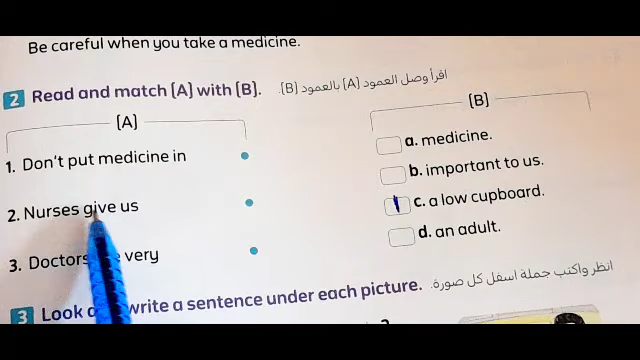 Be careful when you take a medicine.
2 Read and match (A) with (B). اقرأ وصل العمود (A) بالعمود (B).
(A)
(B)
1. Don't put medicine in
2. Nurses give us
3. Doctors very
a. medicine.
b. important to us.
1 c. a low cupboard.
d. an adult.
3 Look write a sentence under each picture. انظر واكتب جملة اسفل كل صورة.